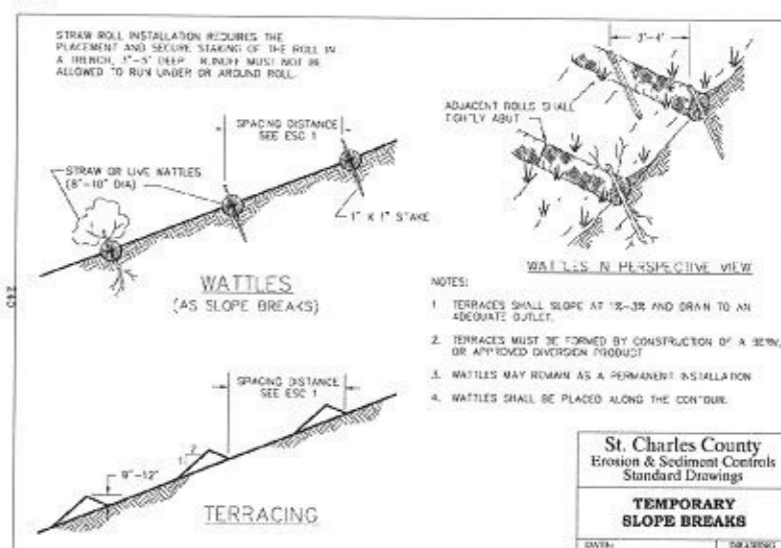 STRAW ROLL INSTALLATION REQUIRES THE
PLACEMENT AND SECURE STAKING OF THE ROLL IN
A TRENCH, 3"-5" DEEP. RUNOFF MUST NOT BE
ALLOWED TO RUN UNDER OR AROUND ROLL.
SPACING DISTANCE
SEE ESC 1
STRAW OR LIVE WATTLES
(8"-10" DIA)
1" X 1" STAKE
WATTLES
(AS SLOPE BREAKS)
3'-4'
ADJACENT ROLLS SHALL
TIGHTLY ABUT
WATTLES IN PERSPECTIVE VIEW
NOTES:
1. TERRACES SHALL SLOPE AT 1%-3% AND DRAIN TO AN
ADEQUATE OUTLET.
2. TERRACES MUST BE FORMED BY CONSTRUCTION OF A BERM,
OR APPROVED DIVERSION PRODUCT
3. WATTLES MAY REMAIN AS A PERMANENT INSTALLATION
4. WATTLES SHALL BE PLACED ALONG THE CONTOUR.
SPACING DISTANCE
SEE ESC 1
2
1
9"-12"
TERRACING
St. Charles County
Erosion & Sediment Controls
Standard Drawings
TEMPORARY
SLOPE BREAKS
DATE:
DRAWING